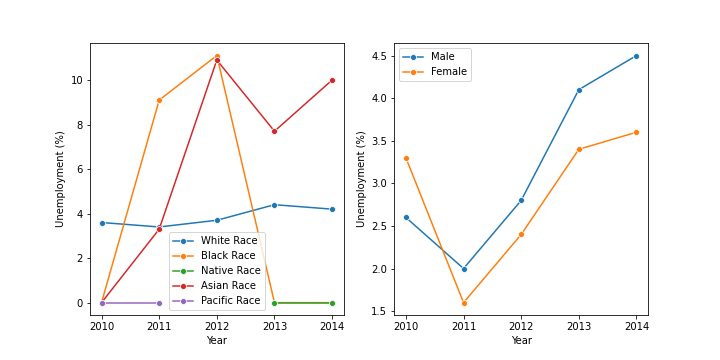 Unemployment (%)
10
8
6
4
2
0
White Race
Black Race
Native Race
Asian Race
Pacific Race
2010 2011 2012 2013 2014
Year
Unemployment (%)
4.5
4.0
3.5
3.0
2.5
2.0
1.5
Male
Female
2010 2011 2012 2013 2014
Year